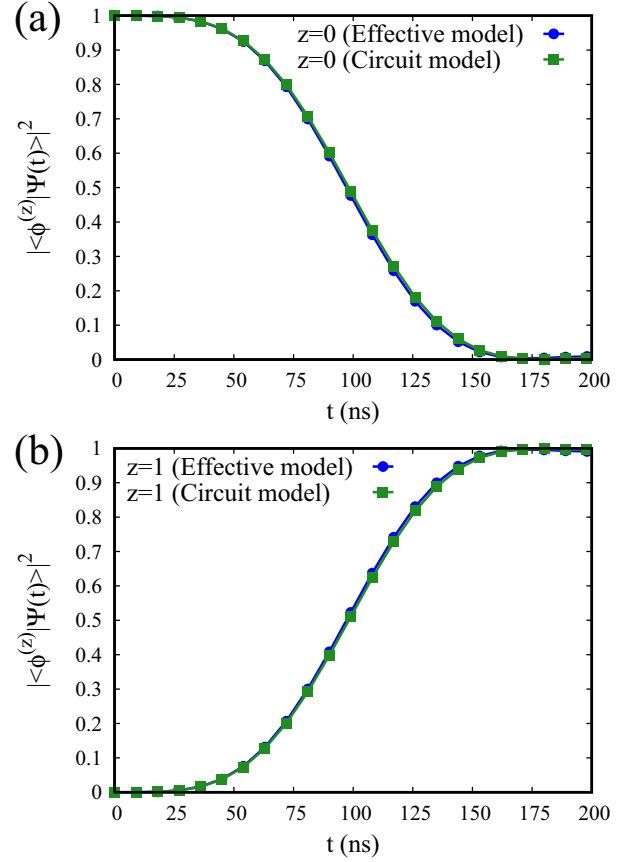 (a)
z=0 (Effective model)
z=0 (Circuit model)
1
0.9
0.8
0.7
0.6
0.5
0.4
0.3
0.2
0.1
0
|<ϕ^(z)|Ψ(t)>|^2
0 25 50 75 100 125 150 175 200
t (ns)
(b)
z=1 (Effective model)
z=1 (Circuit model)
1
0.9
0.8
0.7
0.6
0.5
0.4
0.3
0.2
0.1
0
|<ϕ^(z)|Ψ(t)>|^2
0 25 50 75 100 125 150 175 200
t (ns)